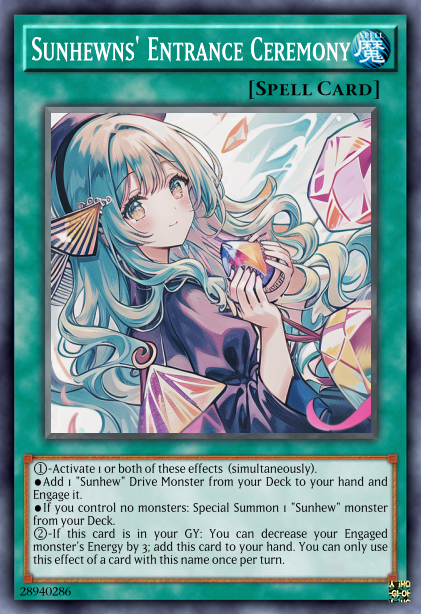 Sunhewns' Entrance Ceremony
SPELL
魔
[Spell Card]
①-Activate 1 or both of these effects (simultaneously).
●Add 1 "Sunhew" Drive Monster from your Deck to your hand and
Engage it.
●If you control no monsters: Special Summon 1 "Sunhew" monster
from your Deck.
②-If this card is in your GY: You can decrease your Engaged
monster's Energy by 3; add this card to your hand. You can only use
this effect of a card with this name once per turn.
28940286